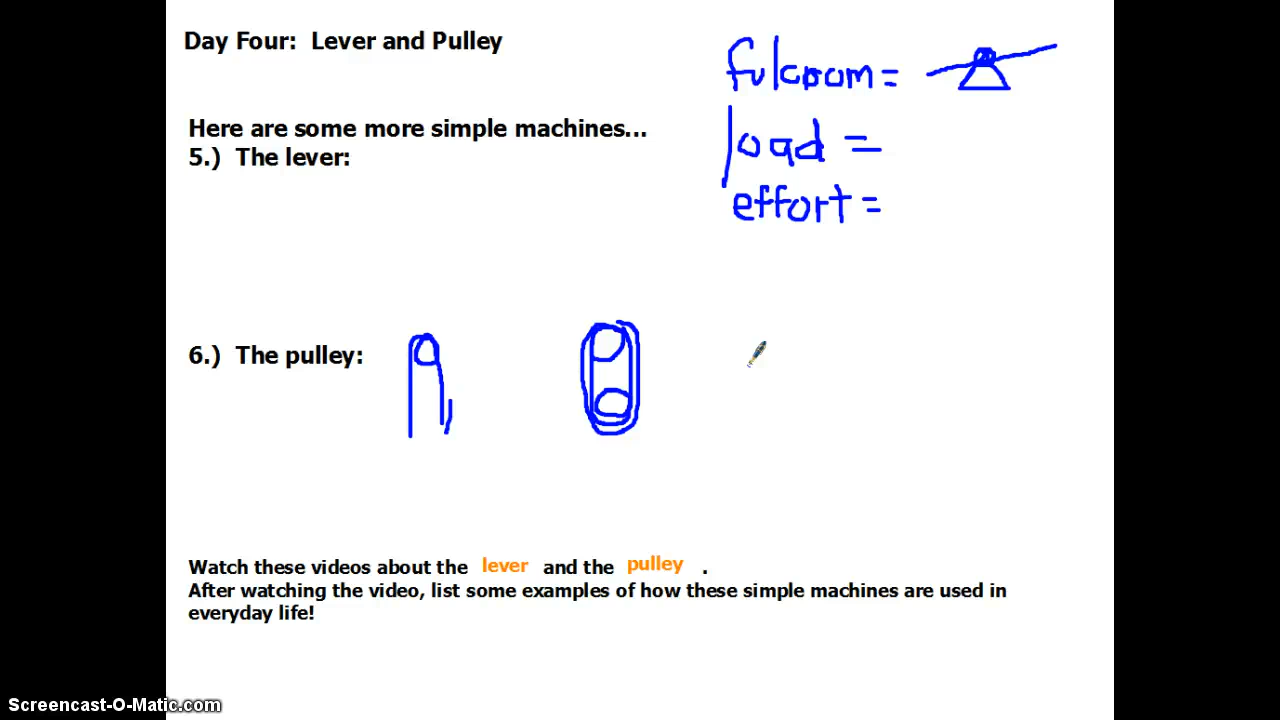 Day Four: Lever and Pulley
fulcrum =
Here are some more simple machines...
load =
5.) The lever:
effort =
6.) The pulley:
Watch these videos about the lever and the pulley .
After watching the video, list some examples of how these simple machines are used in
everyday life!
Screencast-O-Matic.com